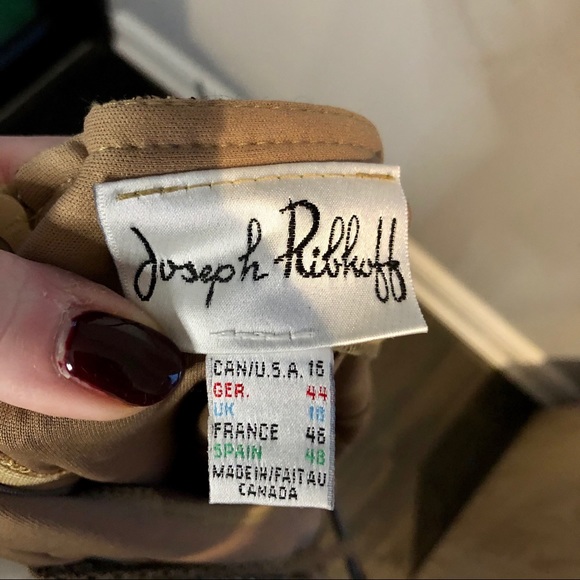 Joseph Ribkoff
CAN/U.S.A. 16
GER. 44
UK 18
FRANCE 46
SPAIN 48
MADE IN/FAIT AU
CANADA